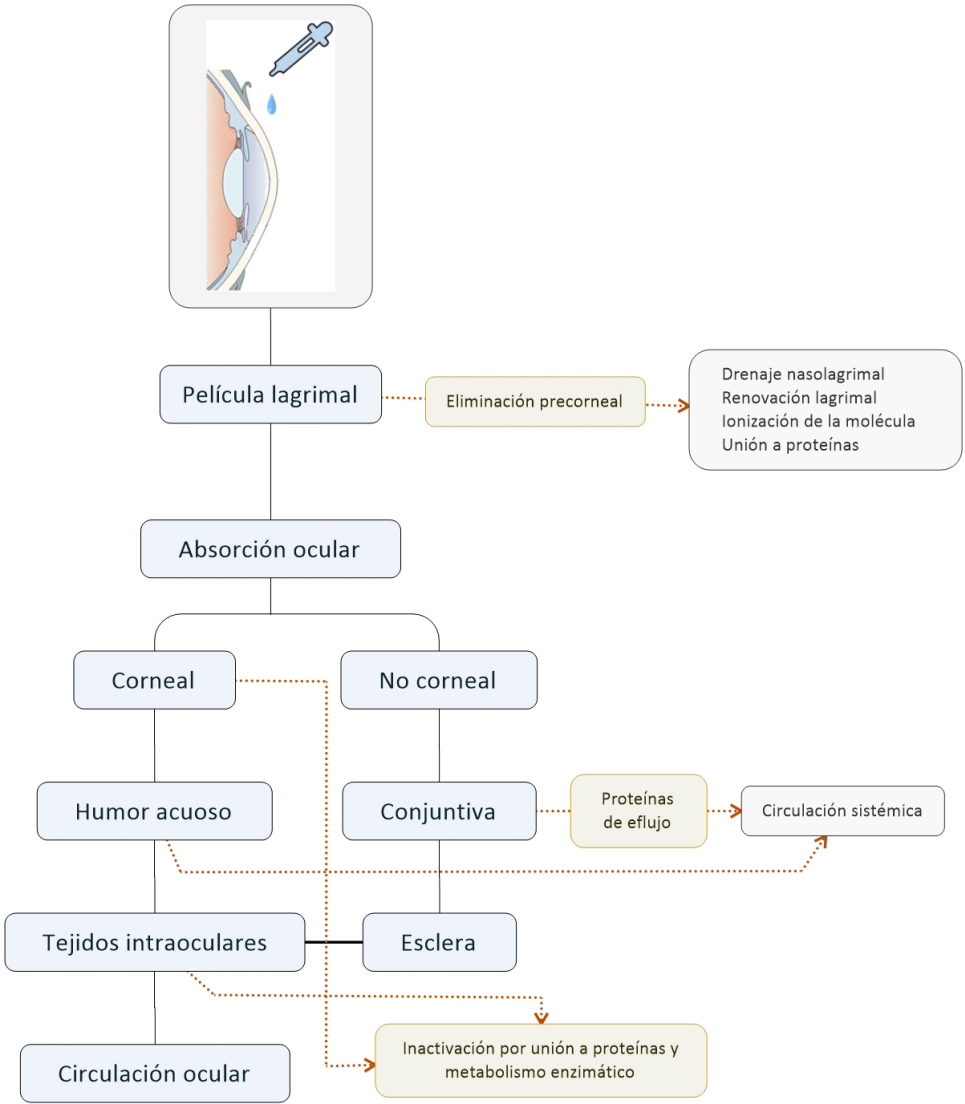 Película lagrimal
Eliminación precorneal
Drenaje nasolagrimal
Renovación lagrimal
Ionización de la molécula
Unión a proteínas
Absorción ocular
Corneal
No corneal
Humor acuoso
Conjuntiva
Proteínas
de eflujo
Circulación sistémica
Tejidos intraoculares
Esclera
Circulación ocular
Inactivación por unión a proteínas y
metabolismo enzimático